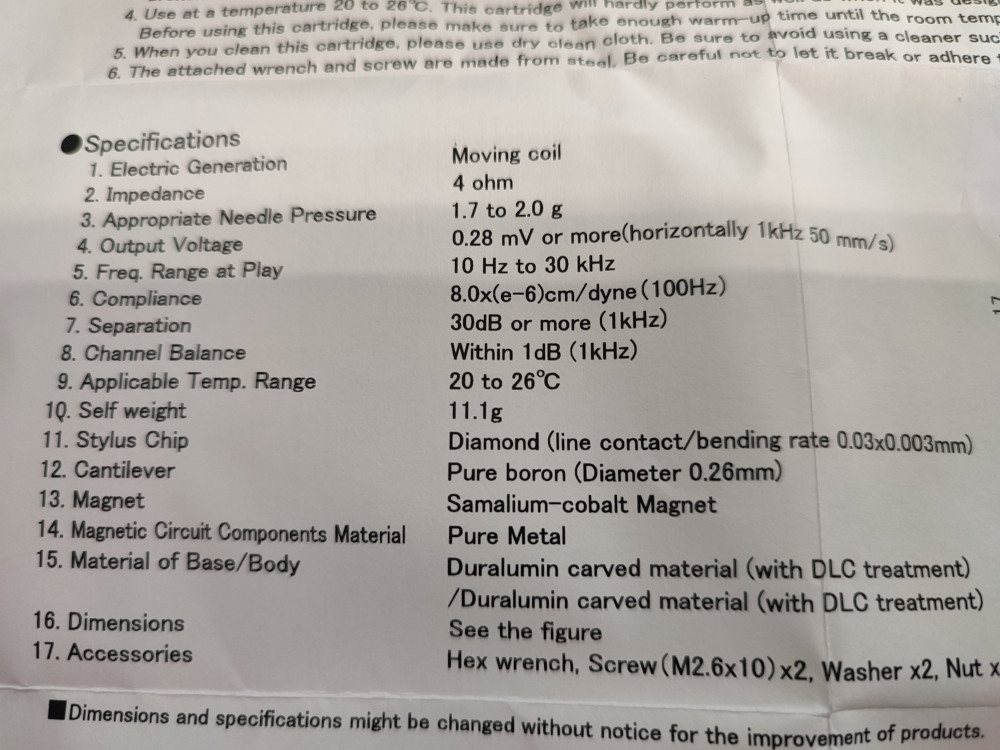 4. Use at a temperature 20 to 26℃. This cartridge will hardly perform as well as when it was
Before using this cartridge, please make sure to take enough warm-up time until the room
5. When you clean this cartridge, please use dry clean cloth. Be sure to avoid using a cleaner
6. The attached wrench and screw are made from steel. Be careful not to let it break or adhere
●Specifications
1. Electric Generation Moving coil
2. Impedance 4 ohm
3. Appropriate Needle Pressure 1.7 to 2.0 g
4. Output Voltage 0.28 mV or more(horizontally 1kHz 50 mm/s)
5. Freq. Range at Play 10 Hz to 30 kHz
6. Compliance 8.0x(e-6)cm/dyne(100Hz)
7. Separation 30dB or more (1kHz)
8. Channel Balance Within 1dB (1kHz)
9. Applicable Temp. Range 20 to 26℃
10. Self weight 11.1g
11. Stylus Chip Diamond (line contact/bending rate 0.03x0.003mm)
12. Cantilever Pure boron (Diameter 0.26mm)
13. Magnet Samalium-cobalt Magnet
14. Magnetic Circuit Components Material Pure Metal
15. Material of Base/Body Duralumin carved material (with DLC treatment)
/Duralumin carved material (with DLC treatment)
16. Dimensions See the figure
17. Accessories Hex wrench, Screw(M2.6x10)x2, Washer x2, Nut x
■Dimensions and specifications might be changed without notice for the improvement of products.